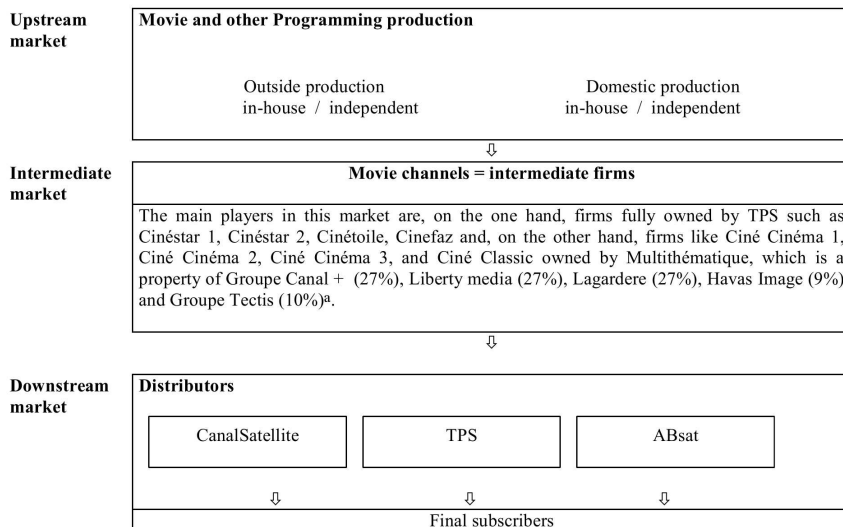 Upstream market
Movie and other Programming production
Outside production
in-house / independent
Domestic production
in-house / independent
⇩
Intermediate market
Movie channels = intermediate firms
The main players in this market are, on the one hand, firms fully owned by TPS such as
Cinéstar 1, Cinéstar 2, Cinétoile, Cinefaz and, on the other hand, firms like Ciné Cinéma 1,
Ciné Cinéma 2, Ciné Cinéma 3, and Ciné Classic owned by Multithématique, which is a
property of Groupe Canal + (27%), Liberty media (27%), Lagardere (27%), Havas Image (9%)
and Groupe Tectis (10%)ª.
⇩
Downstream market
Distributors
CanalSatellite
TPS
ABsat
⇩ ⇩ ⇩
Final subscribers